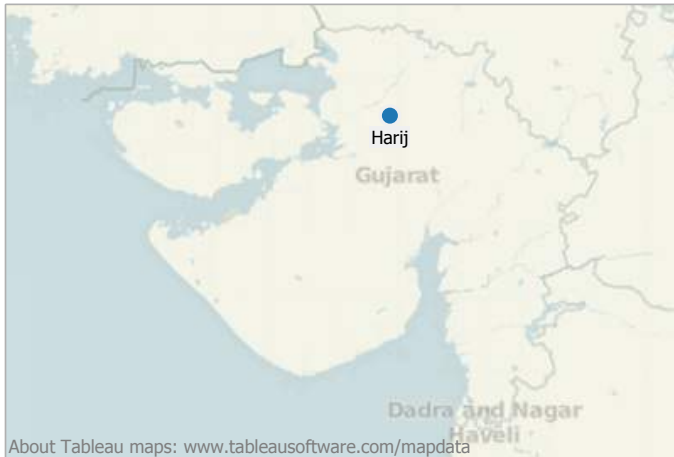 Harij
Gujarat
Dadra and Nagar
Haveli
About Tableau maps: www.tableausoftware.com/mapdata